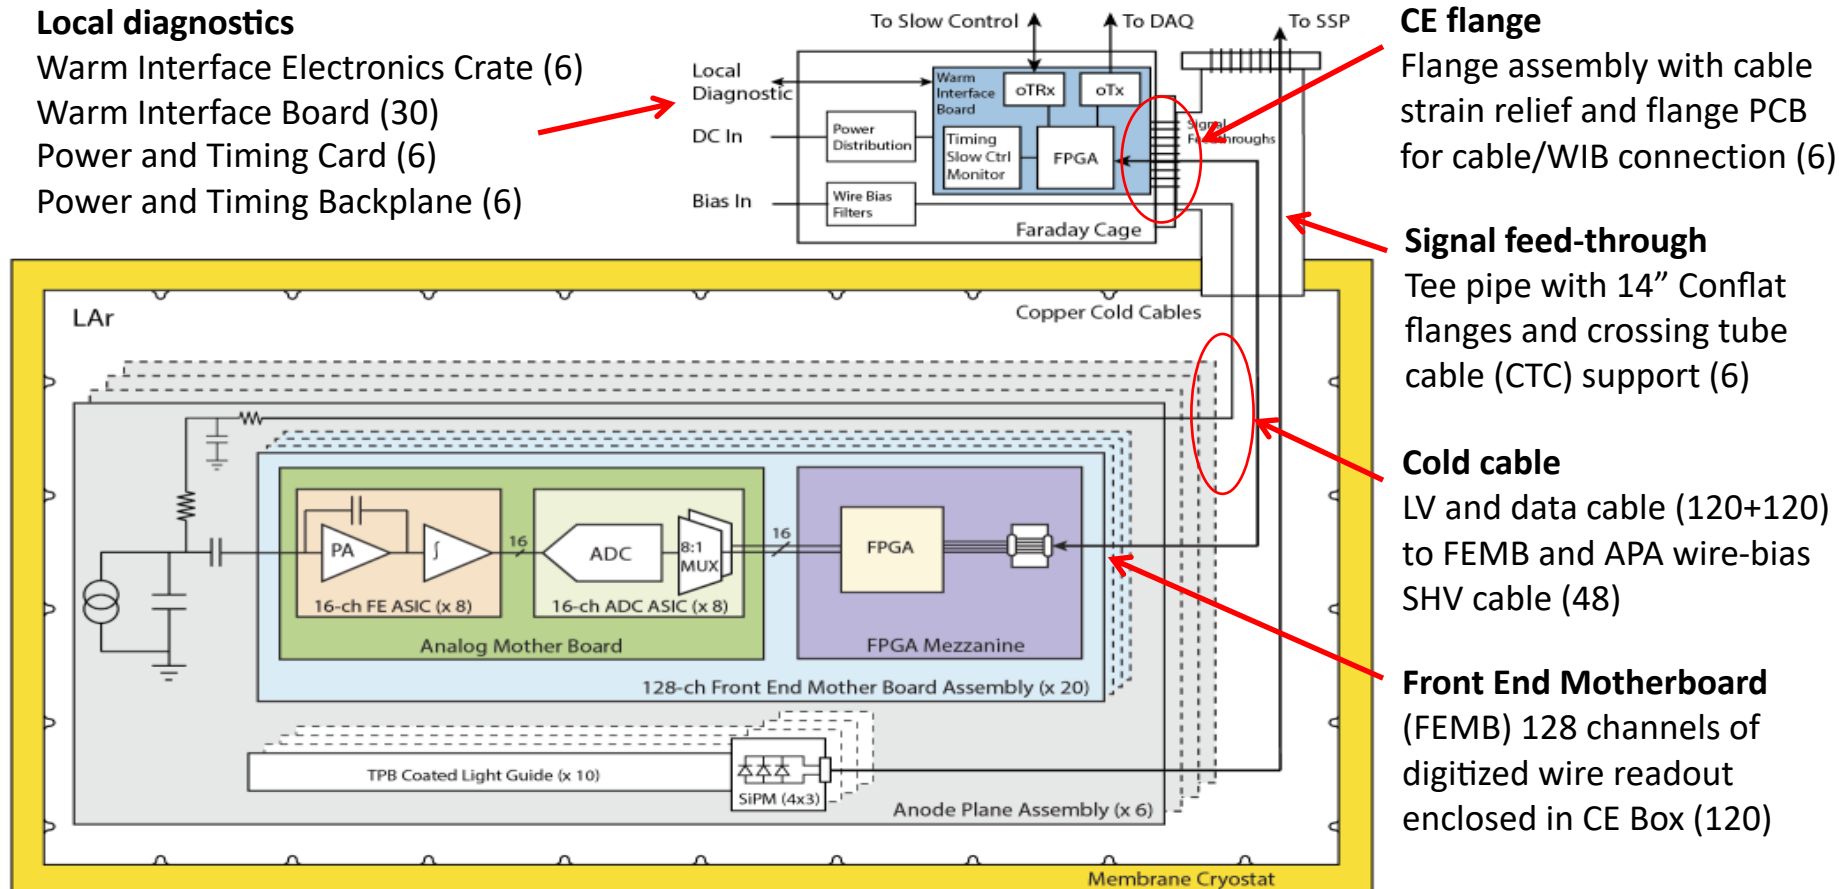 Local diagnostics
Warm Interface Electronics Crate (6)
Warm Interface Board (30)
Power and Timing Card (6)
Power and Timing Backplane (6)
To Slow Control
To DAQ
To SSP
Local
Diagnostic
DC In
Bias In
Warm
Interface
Board
oTRx
oTx
Power
Distribution
Timing
Slow Ctrl
Monitor
FPGA
Wire Bias
Filters
Faraday Cage
Signal
Feedthroughs
CE flange
Flange assembly with cable
strain relief and flange PCB
for cable/WIB connection (6)
Signal feed-through
Tee pipe with 14” Conflat
flanges and crossing tube
cable (CTC) support (6)
Cold cable
LV and data cable (120+120)
to FEMB and APA wire-bias
SHV cable (48)
Front End Motherboard
(FEMB) 128 channels of
digitized wire readout
enclosed in CE Box (120)
LAr
Copper Cold Cables
PA
∫
16
ADC
8:1
MUX
16
FPGA
16-ch FE ASIC (x 8)
16-ch ADC ASIC (x 8)
Analog Mother Board
FPGA Mezzanine
128-ch Front End Mother Board Assembly (x 20)
TPB Coated Light Guide (x 10)
SiPM (4x3)
Anode Plane Assembly (x 6)
Membrane Cryostat